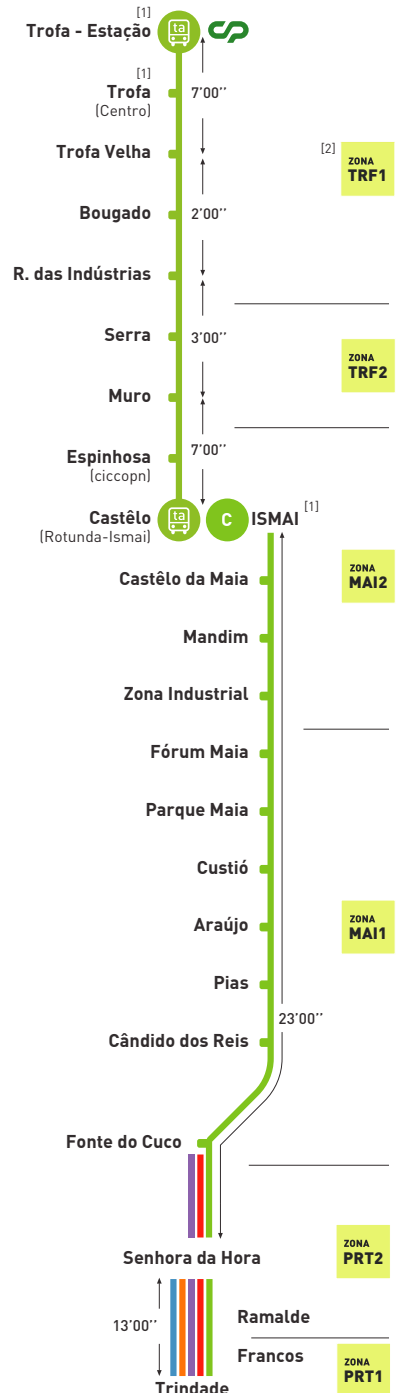 [1]
Trofa - Estação
ta
[1]
Trofa
(Centro)
7’00’’
Trofa Velha
[2]
ZONA
TRF1
Bougado
2’00’’
R. das Indústrias
Serra
3’00’’
ZONA
TRF2
Muro
7’00’’
Espinhosa
(ciccopn)
Castêlo
(Rotunda-Ismai)
ta
C
ISMAI
[1]
Castêlo da Maia
ZONA
MAI2
Mandim
Zona Industrial
Fórum Maia
Parque Maia
Custió
Araújo
ZONA
MAI1
Pias
23’00’’
Cândido dos Reis
Fonte do Cuco
Senhora da Hora
ZONA
PRT2
13’00’’
Ramalde
Francos
ZONA
PRT1
Trindade